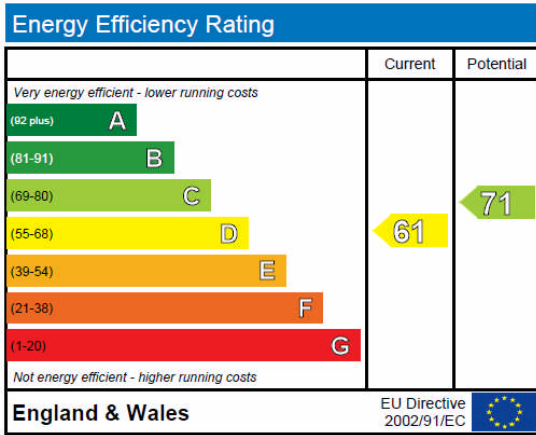 Energy Efficiency Rating
Current Potential
Very energy efficient - lower running costs
(92 plus) A
(81-91) B
(69-80) C
71
(55-68) D
61
(39-54) E
(21-38) F
(1-20) G
Not energy efficient - higher running costs
England & Wales
EU Directive
2002/91/EC